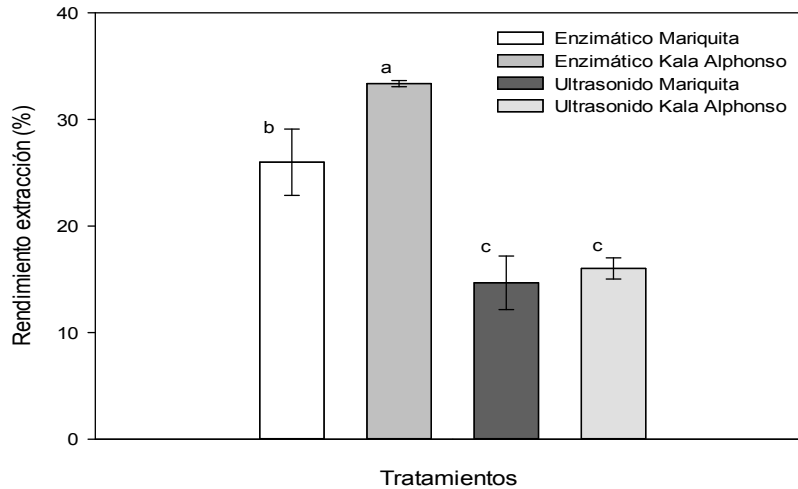 40
30
20
10
0
Rendimiento extracción (%)
Enzimático Mariquita
Enzimático Kala Alphonso
Ultrasonido Mariquita
Ultrasonido Kala Alphonso
b
a
c
c
Tratamientos